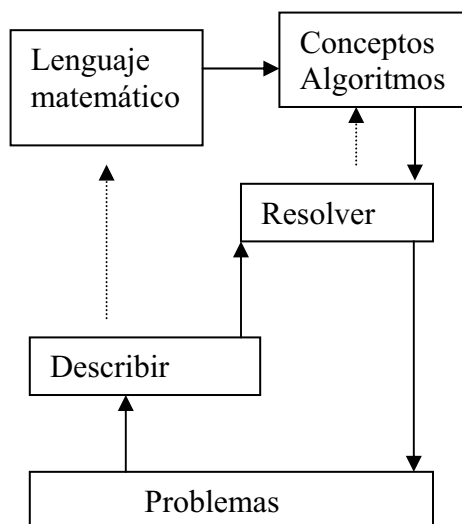 Lenguaje
matemático
Conceptos
Algoritmos
Resolver
Describir
Problemas